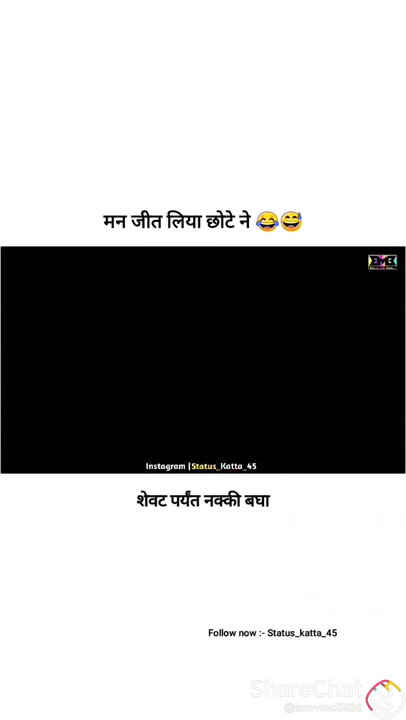 मन जीत लिया छोटे ने 😂😅
Instagram |Status_Katta_45
शेवट पर्यंत नक्की बघा
Follow now :- Status_katta_45
ShareChat